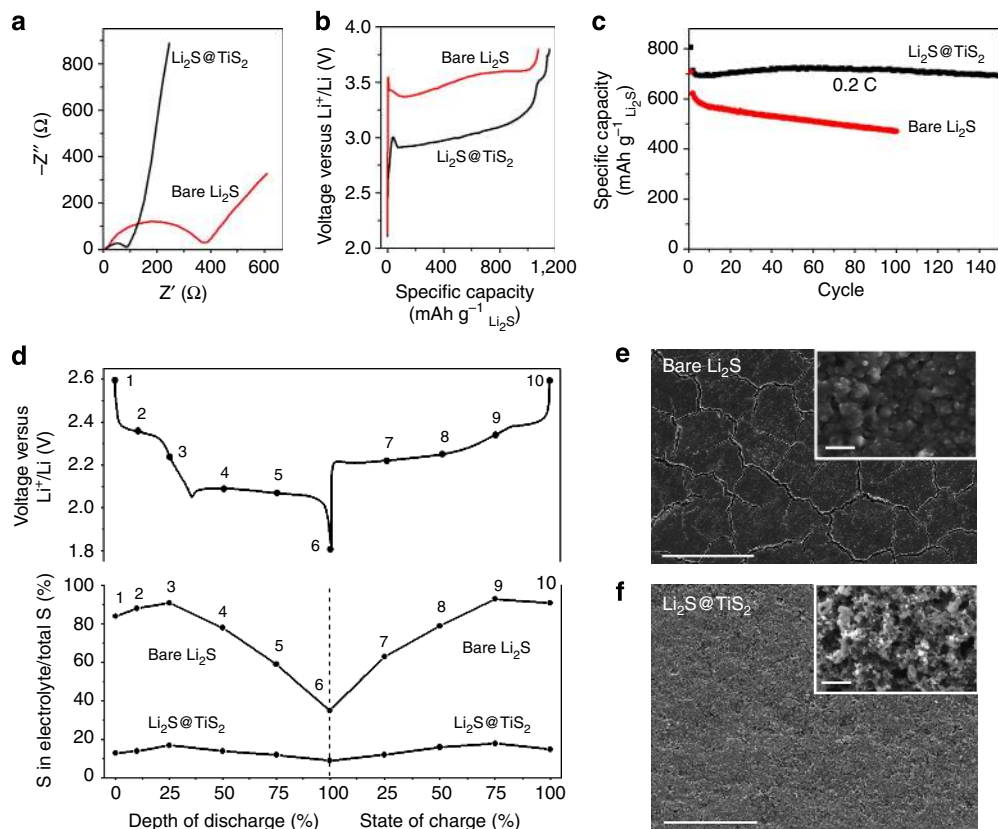 a
Li₂S@TiS₂
Bare Li₂S
800
600
400
200
0
0 200 400 600
–Z″ (Ω)
Z′ (Ω)
b
Bare Li₂S
Li₂S@TiS₂
4.0
3.5
3.0
2.5
2.0
0 400 800 1,200
Voltage versus Li⁺/Li (V)
Specific capacity
(mAh g⁻¹ Li₂S)
c
Li₂S@TiS₂
0.2 C
Bare Li₂S
800
600
400
200
0
0 20 40 60 80 100 120 140
Specific capacity
(mAh g⁻¹ Li₂S)
Cycle
d
2.6
2.4
2.2
2.0
1.8
Voltage versus
Li⁺/Li (V)
1 2 3 4 5 6 7 8 9 10
100
80
60
40
20
0
S in electrolyte/total S (%)
1 2 3 4 5 6 7 8 9 10
Bare Li₂S
Bare Li₂S
Li₂S@TiS₂
Li₂S@TiS₂
0 25 50 75 100 25 50 75 100
Depth of discharge (%)
State of charge (%)
e
Bare Li₂S
f
Li₂S@TiS₂